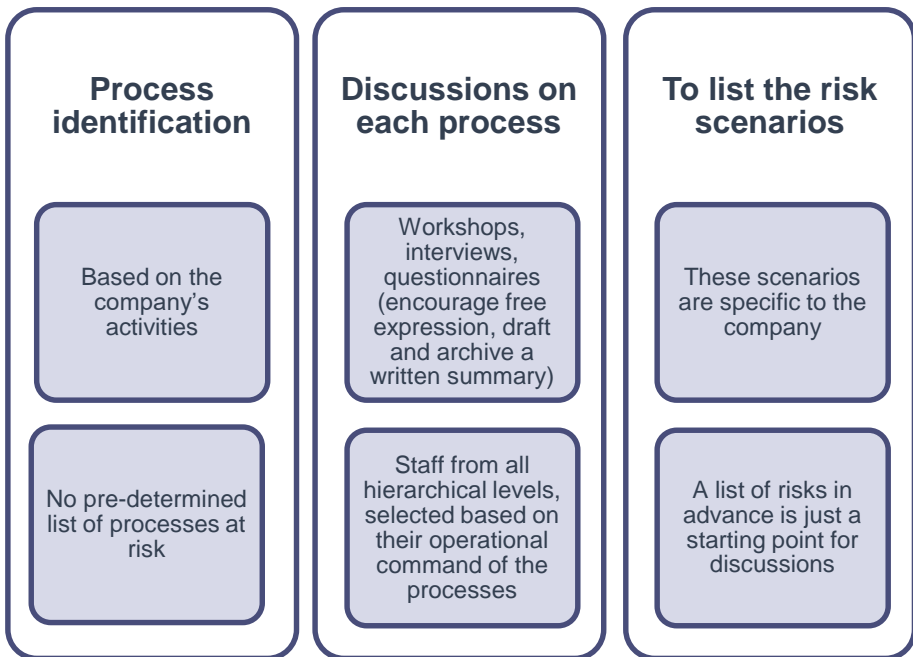 Process
identification
Based on the
company’s
activities
No pre-determined
list of processes at
risk
Discussions on
each process
Workshops,
interviews,
questionnaires
(encourage free
expression, draft
and archive a
written summary)
Staff from all
hierarchical levels,
selected based on
their operational
command of the
processes
To list the risk
scenarios
These scenarios
are specific to the
company
A list of risks in
advance is just a
starting point for
discussions